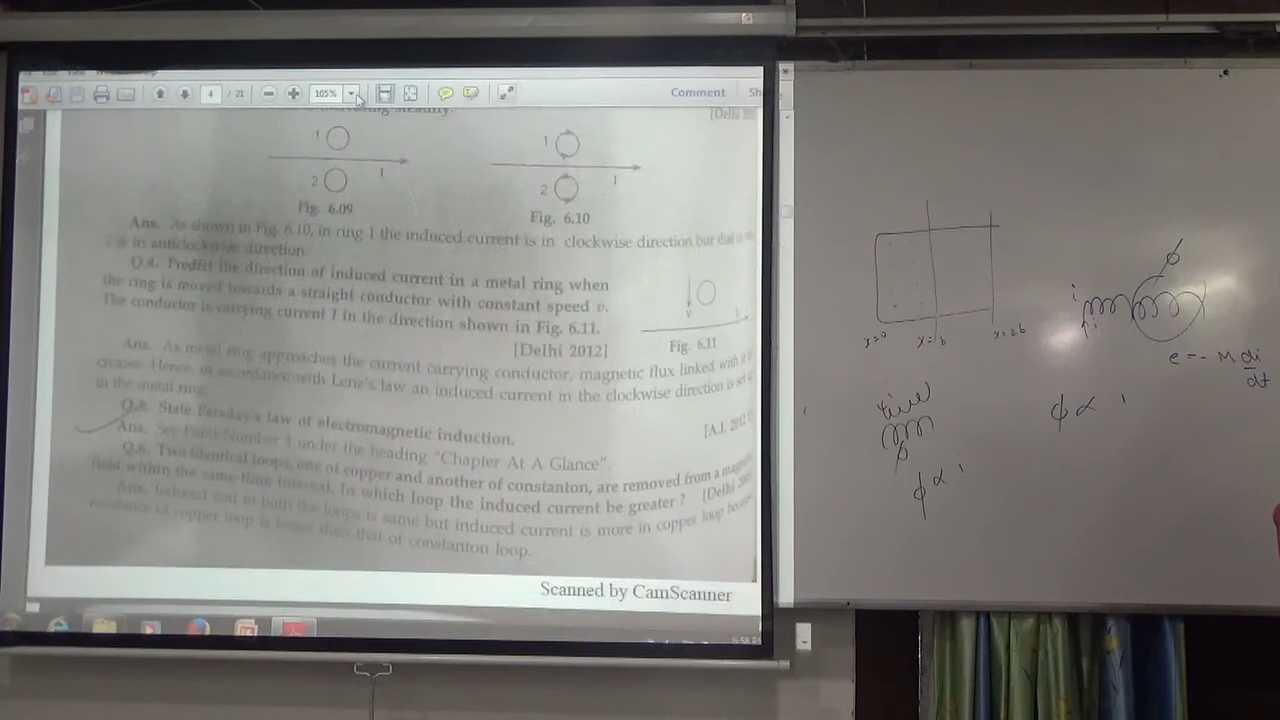 4 / 21
105%
Comment
1
2
I
Fig. 6.09
1
2
I
Fig. 6.10
Ans. As shown in Fig. 6.10, in ring 1 the induced current is in clockwise direction but that in
in anticlockwise direction.
Q.4. Predict the direction of induced current in a metal ring when
the ring is moved towards a straight conductor with constant speed v.
The conductor is carrying current I in the direction shown in Fig. 6.11.
[Delhi 2012]
v
Fig. 6.11
Ans. As metal ring approaches the current carrying conductor, magnetic flux linked with it
creases. Hence, in accordance with Lenz's law an induced current in the clockwise direction is set
in the metal ring.
State Faraday's law of electromagnetic induction.
[A.I. 2012
Ans. See Point Number 4 under the heading "Chapter At A Glance".
Q.6. Two identical loops, one of copper and another of constanton, are removed from a
field within the same time interval. In which loop the induced current be greater ? [Delhi
Ans. Induced emf in both the loops is same but induced current is more in copper loop
of copper loop is lesser than that of constanton loop.
Scanned by CamScanner
x=0
x=b
x=2b
i
i
ϕ
e = - M di
dt
ϕ ∝ i
ϕ ∝ i